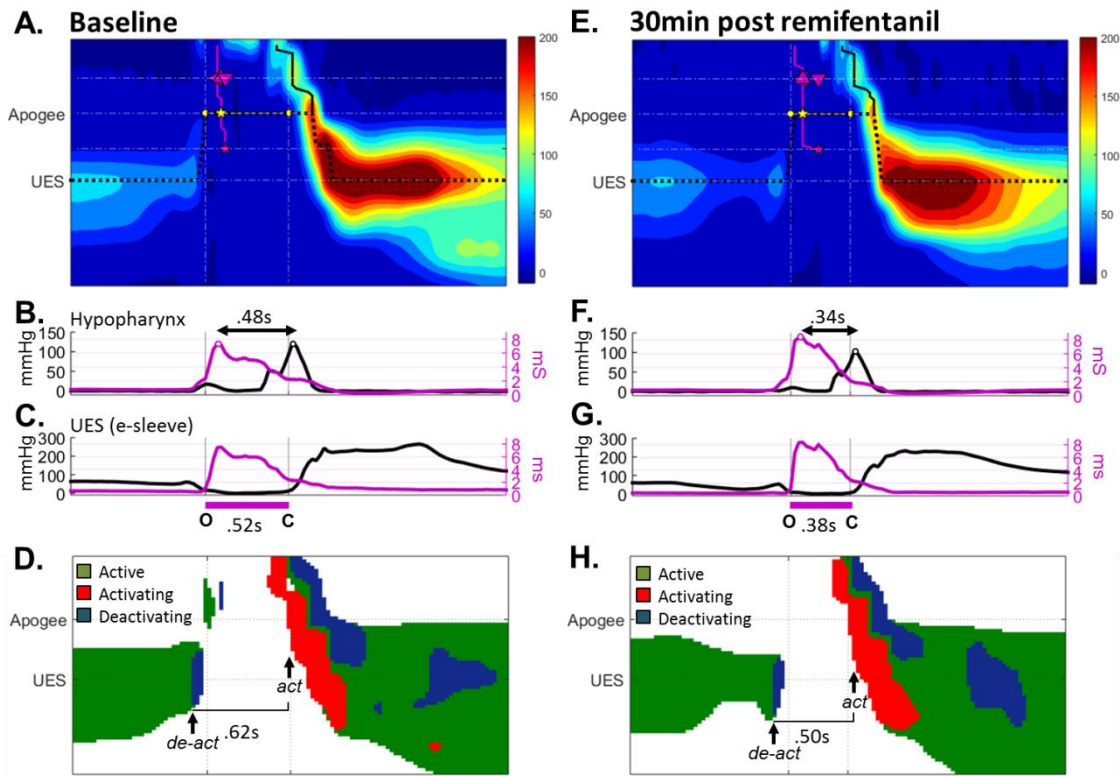 A. Baseline
200
150
100
50
0
Apogee
UES
B.
Hypopharynx
.48s
150
100
50
0
mmHg
8
6
4
2
0
mS
C.
UES (e-sleeve)
300
200
100
0
mmHg
8
6
4
2
0
ms
O
C
.52s
D.
Active
Activating
Deactivating
Apogee
UES
act
de-act
.62s
E. 30min post remifentanil
200
150
100
50
0
Apogee
UES
F.
.34s
150
100
50
0
mmHg
8
6
4
2
0
mS
G.
300
200
100
0
mmHg
8
6
4
2
0
mS
O
C
.38s
H.
Active
Activating
Deactivating
Apogee
UES
act
de-act
.50s